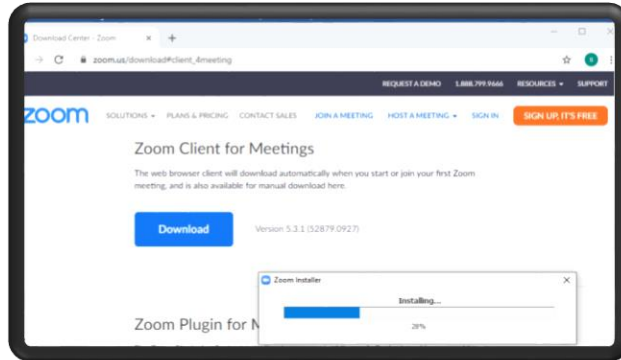 Download Center - Zoom
zoom.us/download#client_4meeting
REQUEST A DEMO 1.888.799.9666 RESOURCES SUPPORT
zoom SOLUTIONS PLANS & PRICING CONTACT SALES JOIN A MEETING HOST A MEETING SIGN IN SIGN UP, IT'S FREE
Zoom Client for Meetings
The web browser client will download automatically when you start or join your first Zoom
meeting, and is also available for manual download here.
Download Version 5.3.1 (52879.0927)
Zoom Installer
Installing...
28%
Zoom Plugin for